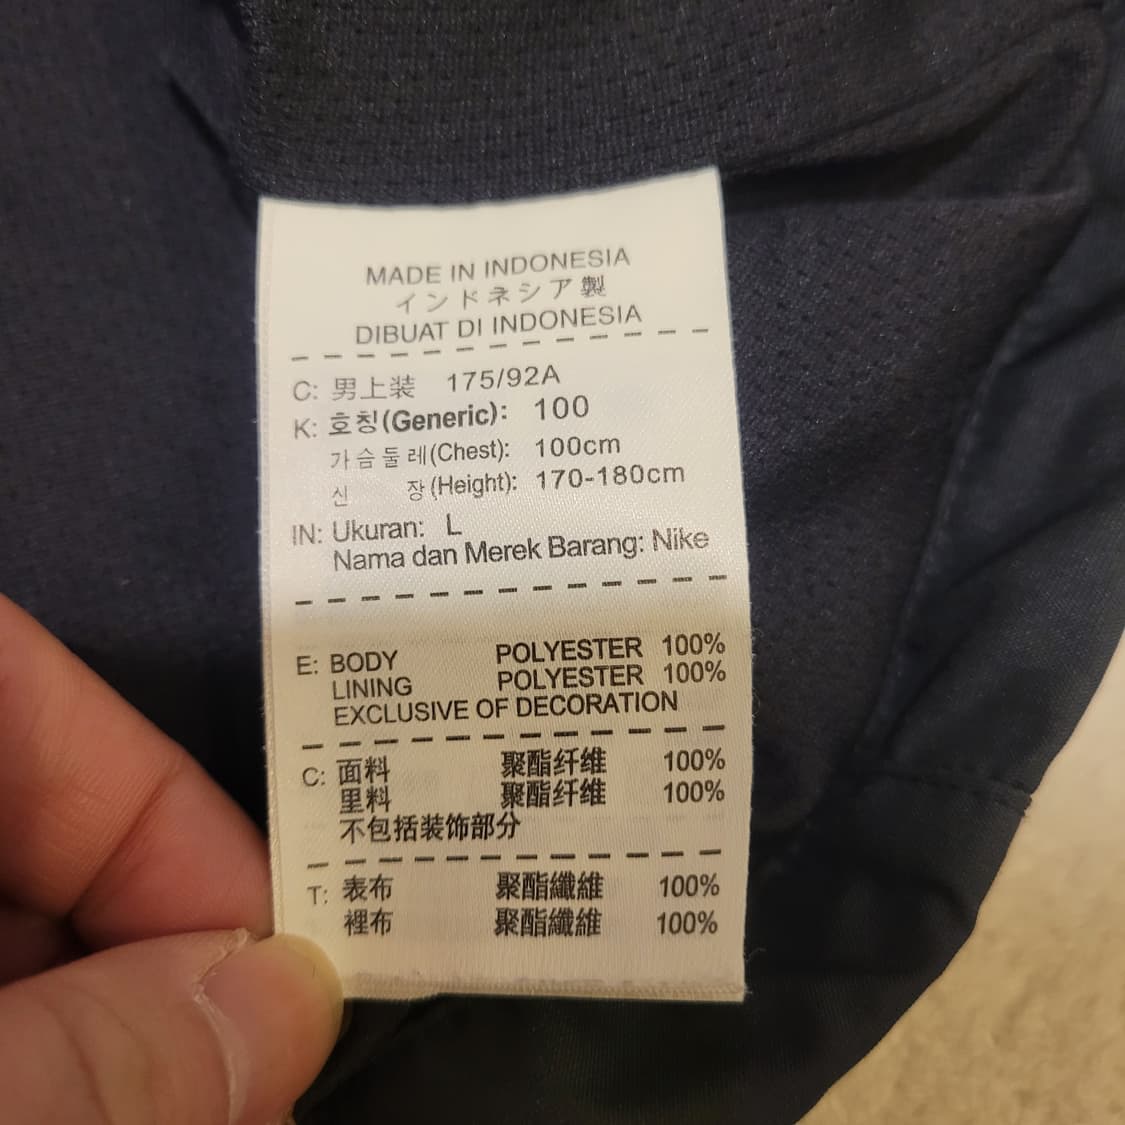 MADE IN INDONESIA
インドネシア製
DIBUAT DI INDONESIA
C: 男上装 175/92A
K: 호칭(Generic): 100
가슴둘레(Chest): 100cm
신 장(Height): 170-180cm
IN: Ukuran: L
Nama dan Merek Barang: Nike
E: BODY POLYESTER 100%
LINING POLYESTER 100%
EXCLUSIVE OF DECORATION
C: 面料 聚酯纤维 100%
里料 聚酯纤维 100%
不包括装饰部分
T: 表布 聚酯纖維 100%
裡布 聚酯纖維 100%